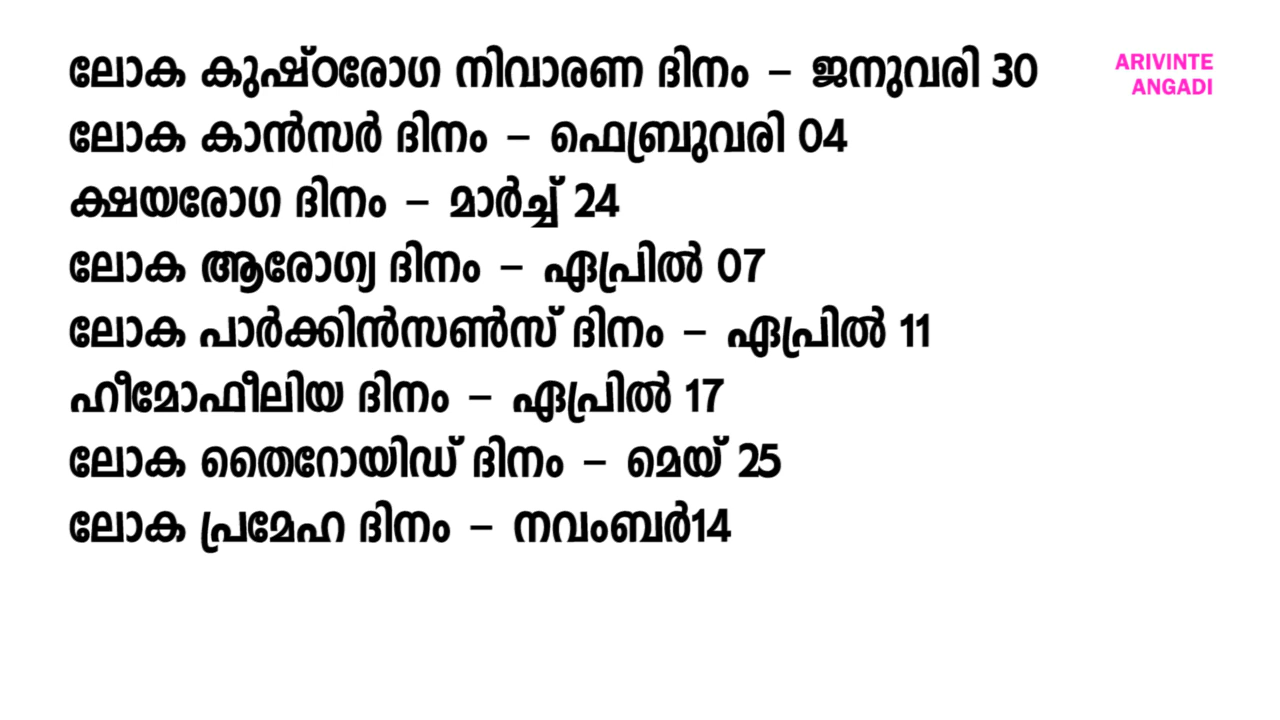 ലോക കുഷ്ഠരോഗ നിവാരണ ദിനം – ജനുവരി 30
ARIVINTE
ANGADI
ലോക കാൻസർ ദിനം – ഫെബ്രുവരി 04
ക്ഷയരോഗ ദിനം – മാർച്ച് 24
ലോക ആരോഗ്യ ദിനം – ഏപ്രിൽ 07
ലോക പാർക്കിൻസൺസ് ദിനം – ഏപ്രിൽ 11
ഹീമോഫീലിയ ദിനം – ഏപ്രിൽ 17
ലോക തൈറോയിഡ് ദിനം – മെയ് 25
ലോക പ്രമേഹ ദിനം – നവംബർ14